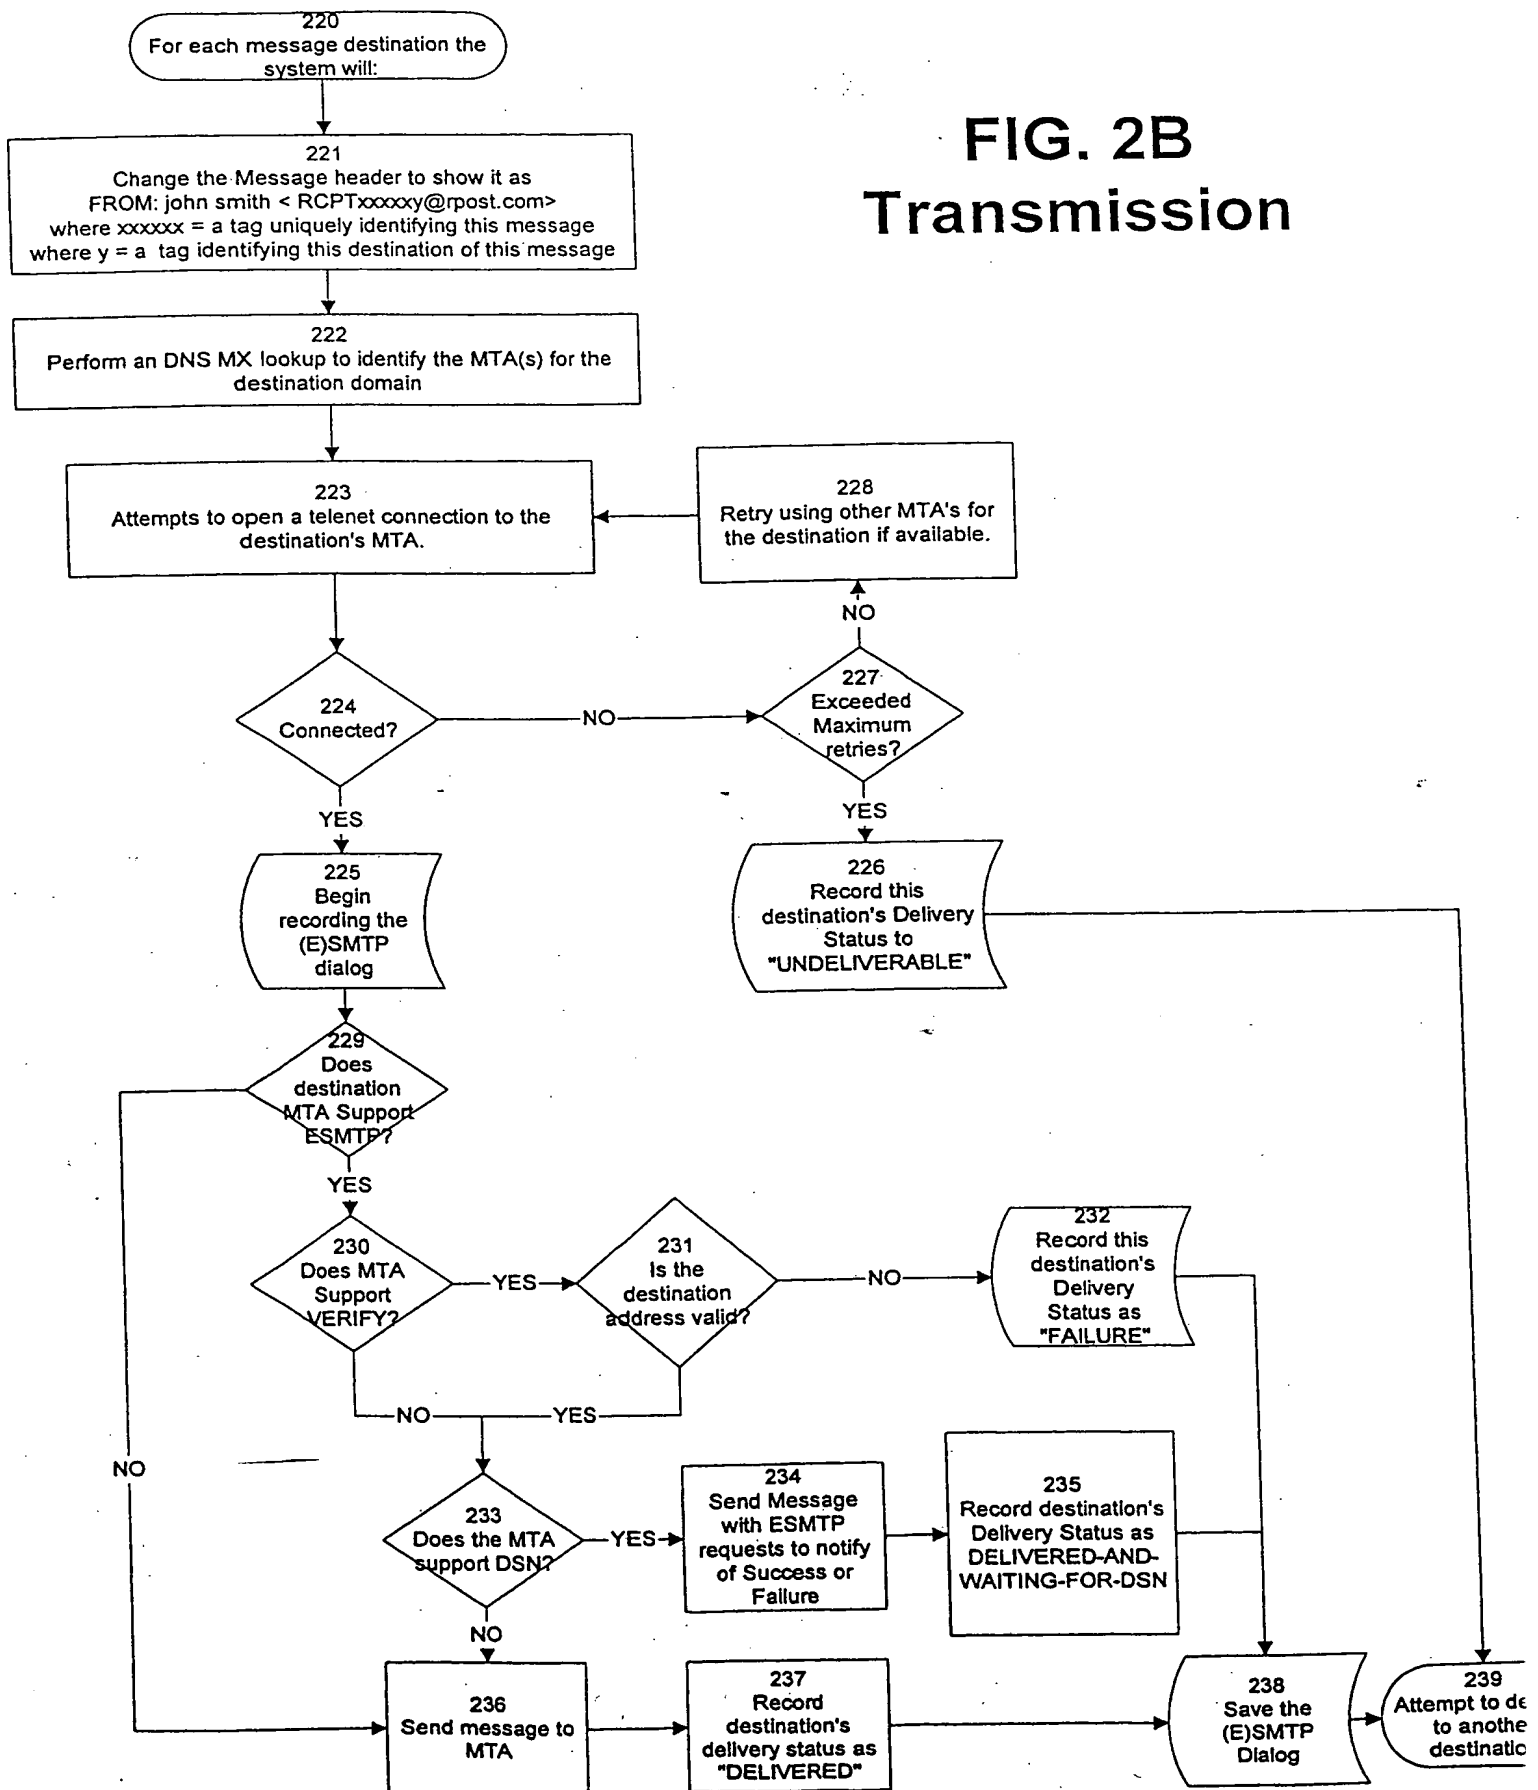 220
For each message destination the
system will:
FIG. 2B
Transmission
221
Change the Message header to show it as
FROM: john smith < RCPTxxxxxy@rpost.com>
where xxxxxx = a tag uniquely identifying this message
where y = a tag identifying this destination of this message
222
Perform an DNS MX lookup to identify the MTA(s) for the
destination domain
223
Attempts to open a telenet connection to the
destination's MTA.
228
Retry using other MTA's for
the destination if available.
NO
224
Connected?
NO
227
Exceeded
Maximum
retries?
YES
YES
225
Begin
recording the
(E)SMTP
dialog
226
Record this
destination's Delivery
Status to
"UNDELIVERABLE"
229
Does
destination
MTA Support
ESMTP?
YES
230
Does MTA
Support
VERIFY?
YES
231
Is the
destination
address valid?
NO
232
Record this
destination's
Delivery
Status as
"FAILURE"
NO
YES
NO
233
Does the MTA
support DSN?
YES
234
Send Message
with ESMTP
requests to notify
of Success or
Failure
235
Record destination's
Delivery Status as
DELIVERED-AND-
WAITING-FOR-DSN
NO
236
Send message to
MTA
237
Record
destination's
delivery status as
"DELIVERED"
238
Save the
(E)SMTP
Dialog
239
Attempt to
to